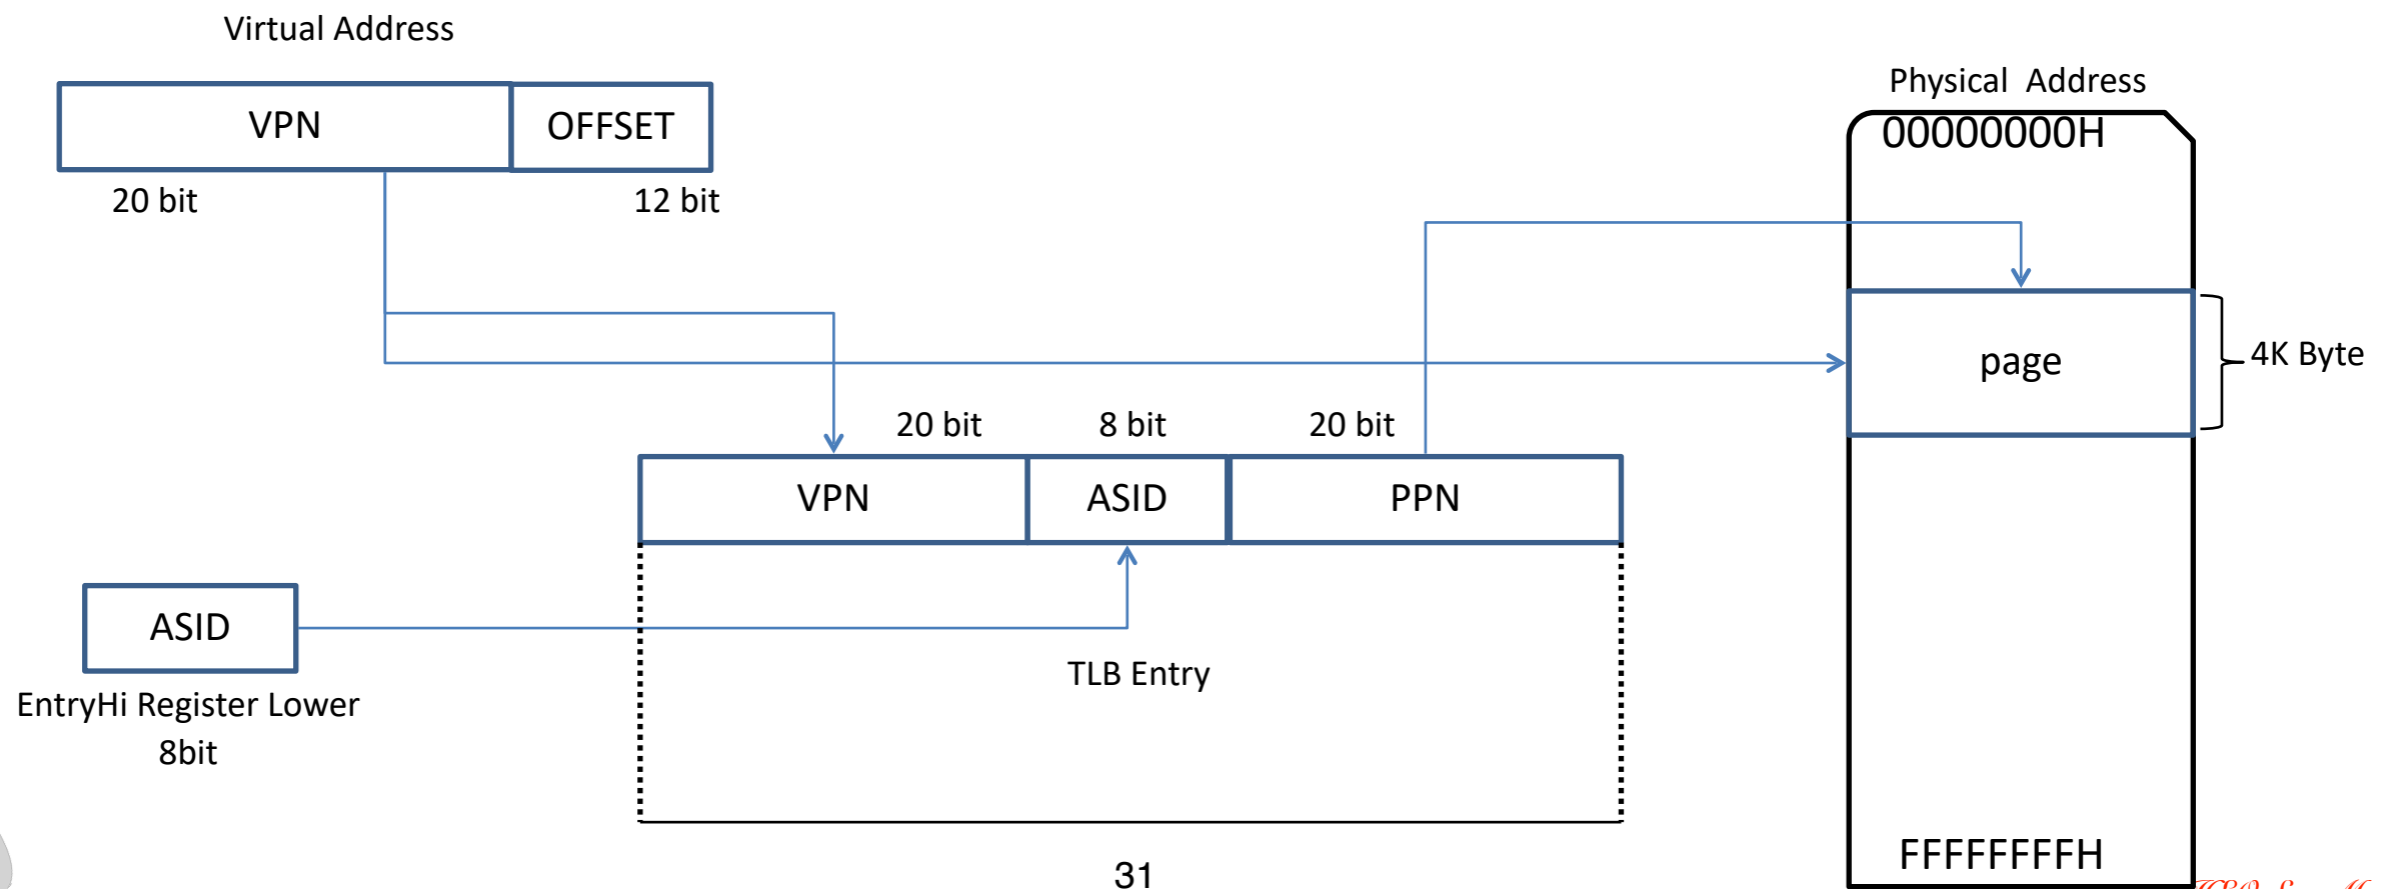 Virtual Address
Physical Address
VPN
OFFSET
00000000H
20 bit
12 bit
page
4K Byte
20 bit
8 bit
20 bit
VPN
ASID
PPN
ASID
TLB Entry
EntryHi Register Lower
8bit
FFFFFFFFH
31